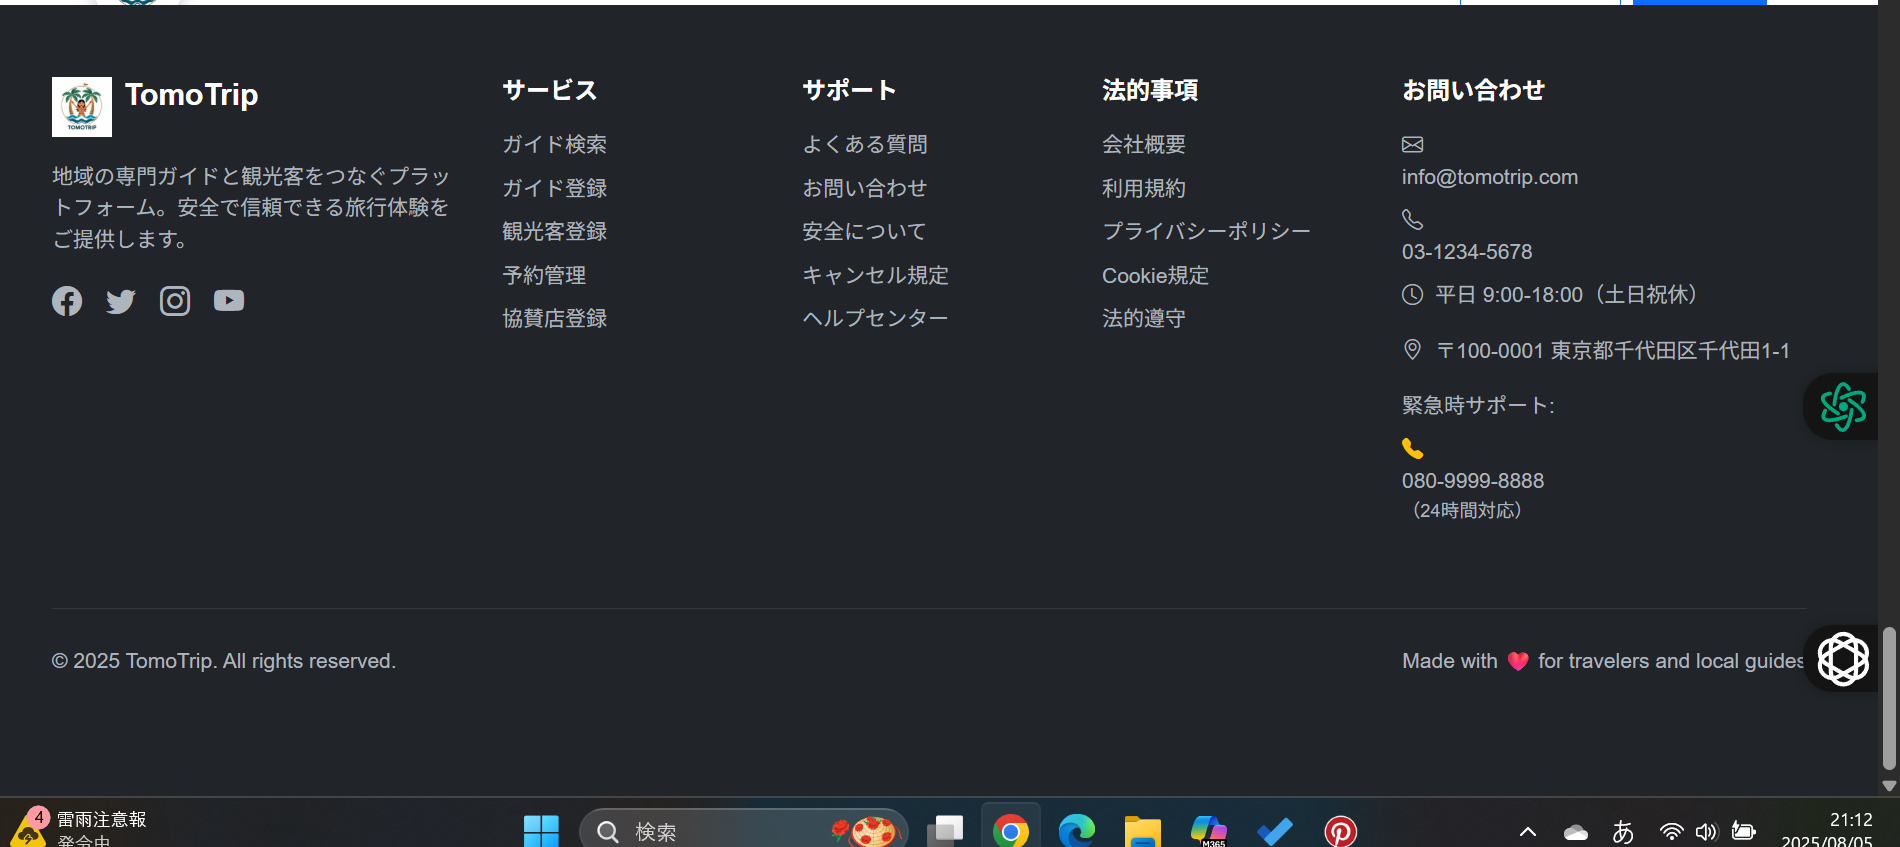 TomoTrip
TOMOTRIP
地域の専門ガイドと観光客をつなぐプラッ
トフォーム。安全で信頼できる旅行体験を
ご提供します。
サービス
ガイド検索
ガイド登録
観光客登録
予約管理
協賛店登録
サポート
よくある質問
お問い合わせ
安全について
キャンセル規定
ヘルプセンター
法的事項
会社概要
利用規約
プライバシーポリシー
Cookie規定
法的遵守
お問い合わせ
info@tomotrip.com
03-1234-5678
平日 9:00-18:00（土日祝休）
〒100-0001 東京都千代田区千代田1-1
緊急時サポート:
080-9999-8888
（24時間対応）
© 2025 TomoTrip. All rights reserved.
Made with ❤ for travelers and local guides
4
雷雨注意報
発令中
検索
M365
あ
21:12
2025/08/05